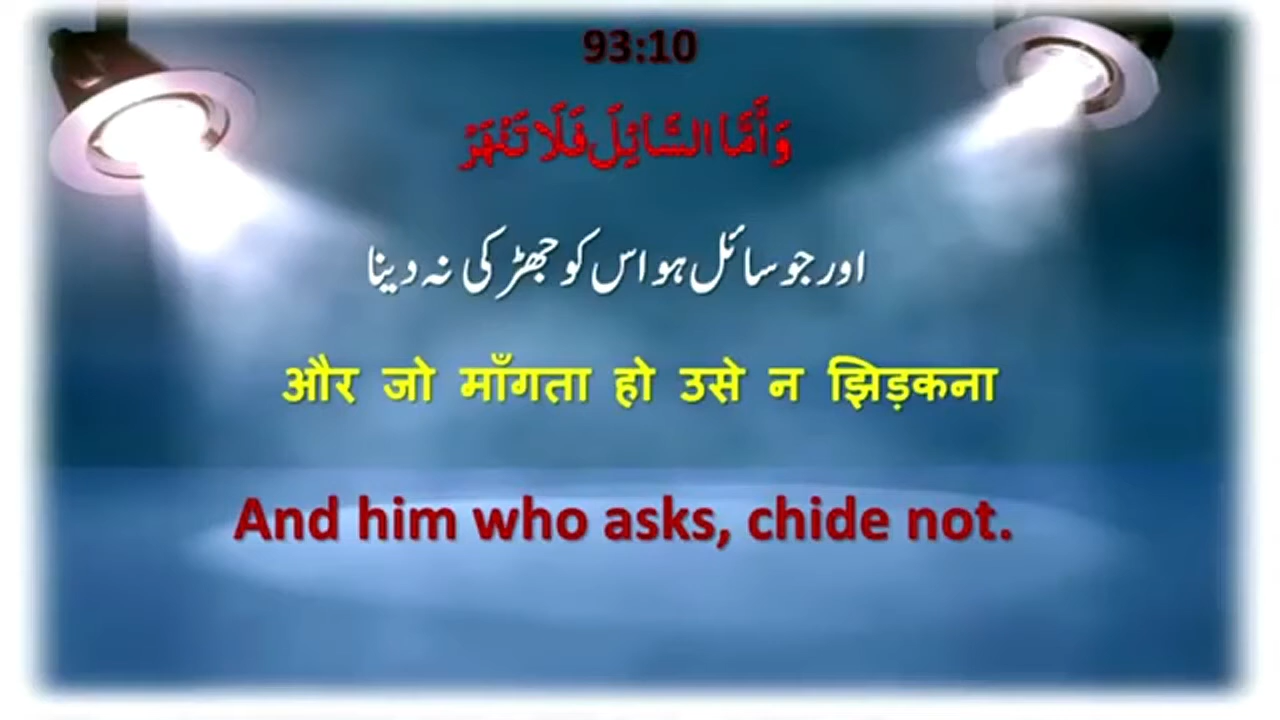 93:10
وَأَمَّا السَّائِلَ فَلَا تَنْهَرْ
اور جو سائل ہو اس کو جھڑکی نہ دینا
और जो माँगता हो उसे न झिड़कना
And him who asks, chide not.